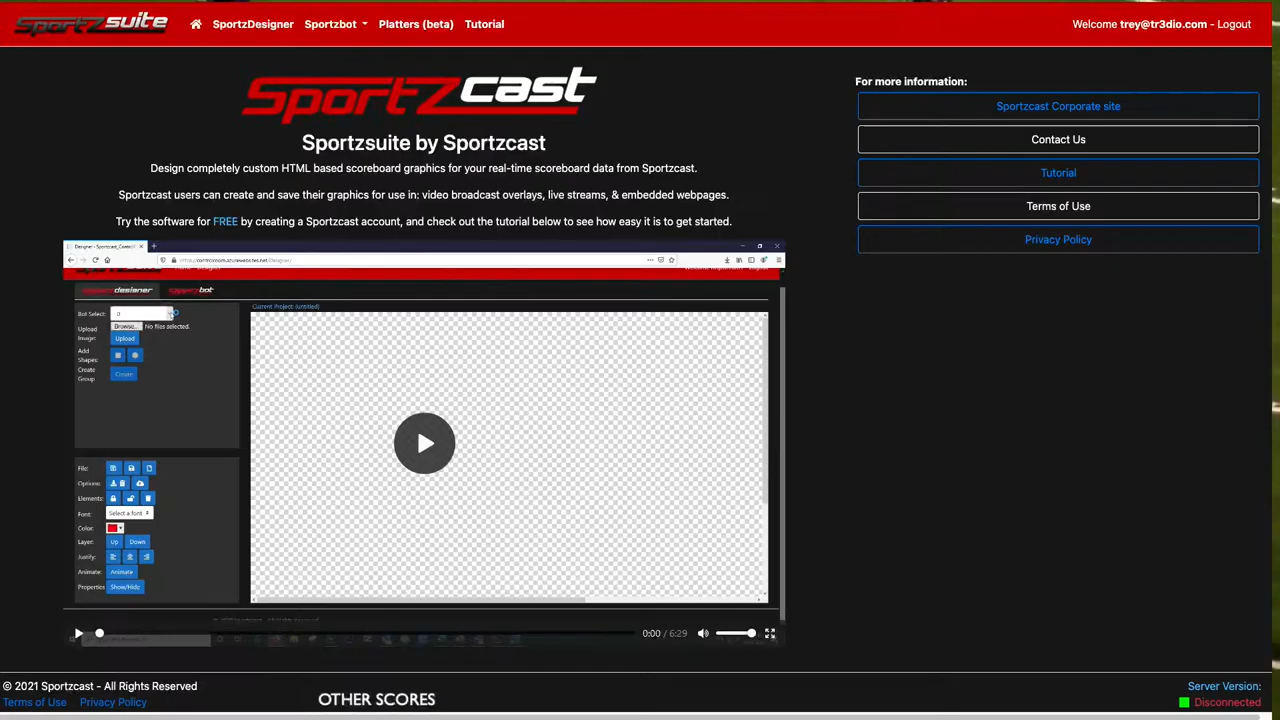 Sportzsuite
SportzDesigner
Sportzbot
Platters (beta)
Tutorial
Welcome trey@tr3dio.com - Logout
Sportzcast
Sportzsuite by Sportzcast
Design completely custom HTML based scoreboard graphics for your real-time scoreboard data from Sportzcast.
Sportzcast users can create and save their graphics for use in: video broadcast overlays, live streams, & embedded webpages.
Try the software for FREE by creating a Sportzcast account, and check out the tutorial below to see how easy it is to get started.
For more information:
Sportzcast Corporate site
Contact Us
Tutorial
Terms of Use
Privacy Policy
sportzdesigner
sportzbot
Bot Select:
Current Project: (untitled)
Browse... No files selected.
Upload
Image:
Upload
Add
Shapes:
Create
Group
Create
File:
Options:
Elements:
Font: Select a font
Color:
Layer: Up Down
Justify:
Animate: Animate
Properties Show/Hide
0:00 / 6:29
© 2021 Sportzcast - All Rights Reserved
Terms of Use Privacy Policy
OTHER SCORES
Server Version:
Disconnected